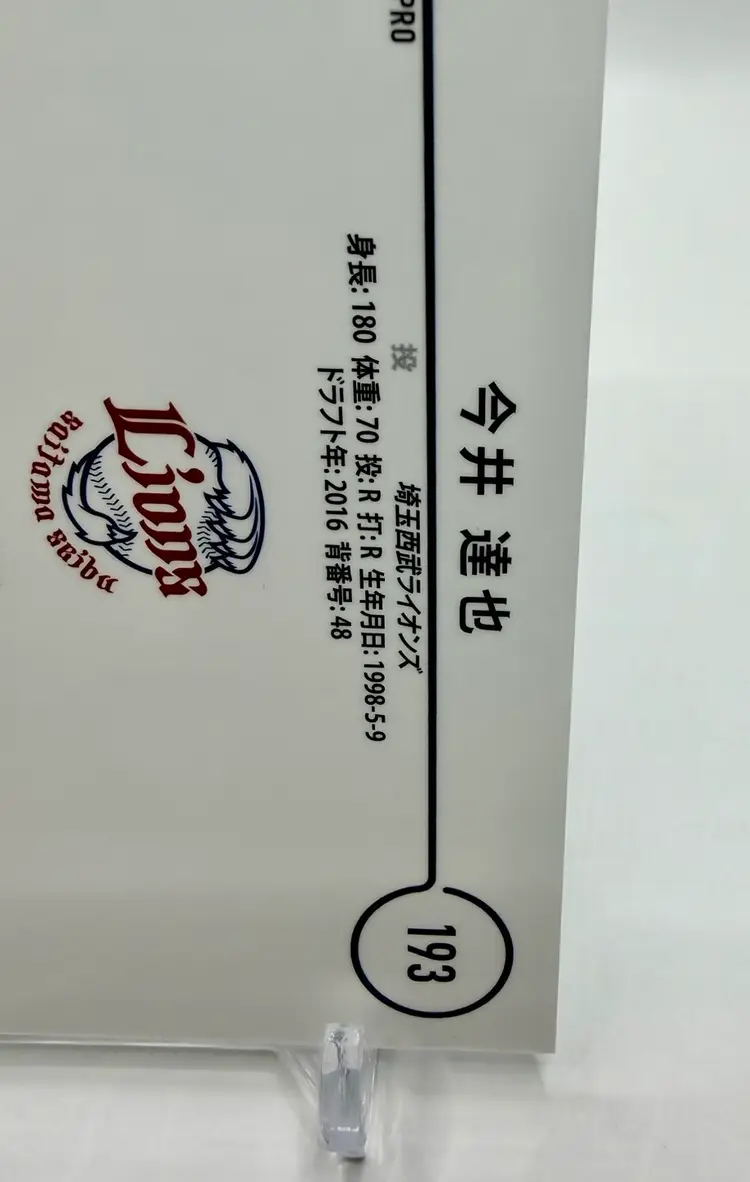 PRO
193
今井 達也
投
埼玉西武ライオンズ
身長: 180 体重: 70 投: R 打: R 生年月日: 1998-5-9
ドラフト年: 2016 背番号: 48
Lions
Saitama Seibu